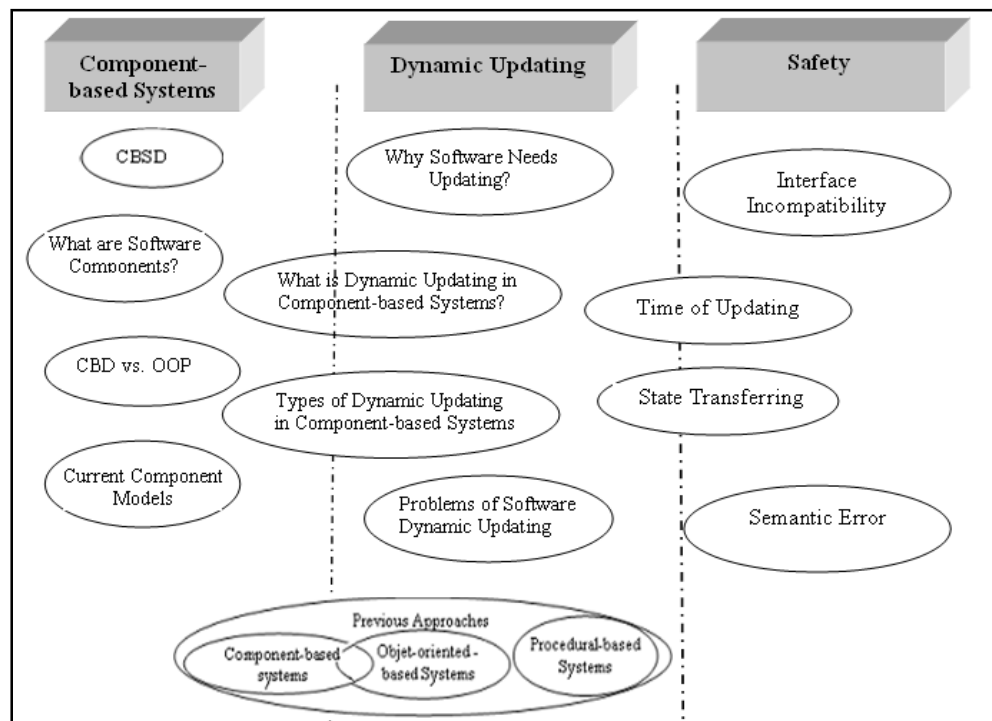 Component-
based Systems
Dynamic Updating
Safety
CBSD
What are Software
Components?
CBD vs. OOP
Current Component
Models
Why Software Needs
Updating?
What is Dynamic Updating in
Component-based Systems?
Types of Dynamic Updating
in Component-based Systems
Problems of Software
Dynamic Updating
Interface
Incompatibility
Time of Updating
State Transferring
Semantic Error
Previous Approaches
Component-based
systems
Objet-oriented-
based Systems
Procedural-based
Systems